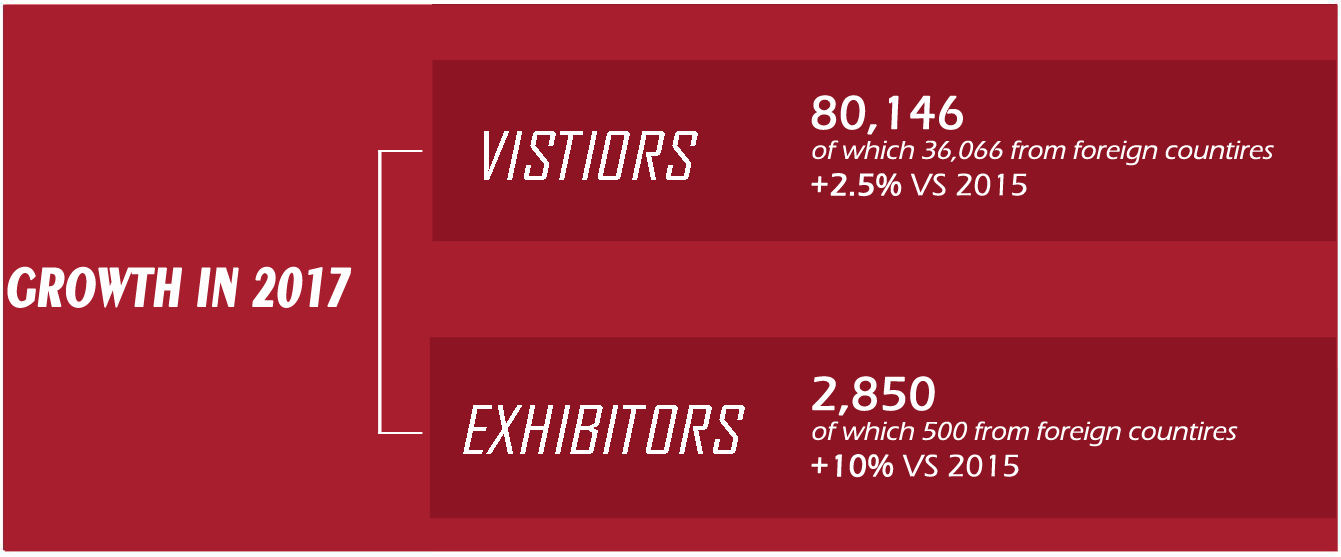 GROWTH IN 2017
VISTIORS
80,146
of which 36,066 from foreign countires
+2.5% VS 2015
EXHIBITORS
2,850
of which 500 from foreign countires
+10% VS 2015